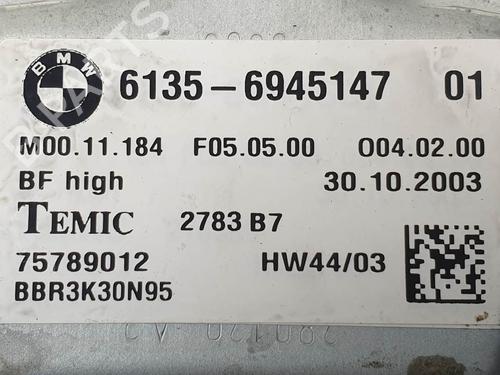 BMW
6135-6945147 01
M00.11.184 F05.05.00 O04.02.00
BF high 30.10.2003
TEMIC 2783 B7
75789012 HW44/03
BBR3K30N95